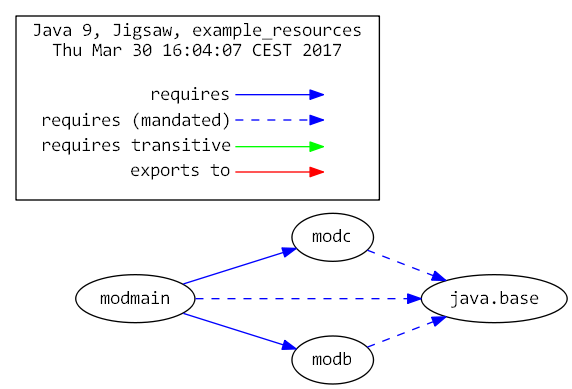 Java 9, Jigsaw, example_resources
Thu Mar 30 16:04:07 CEST 2017
requires
requires (mandated)
requires transitive
exports to
modc
modmain
java.base
modb